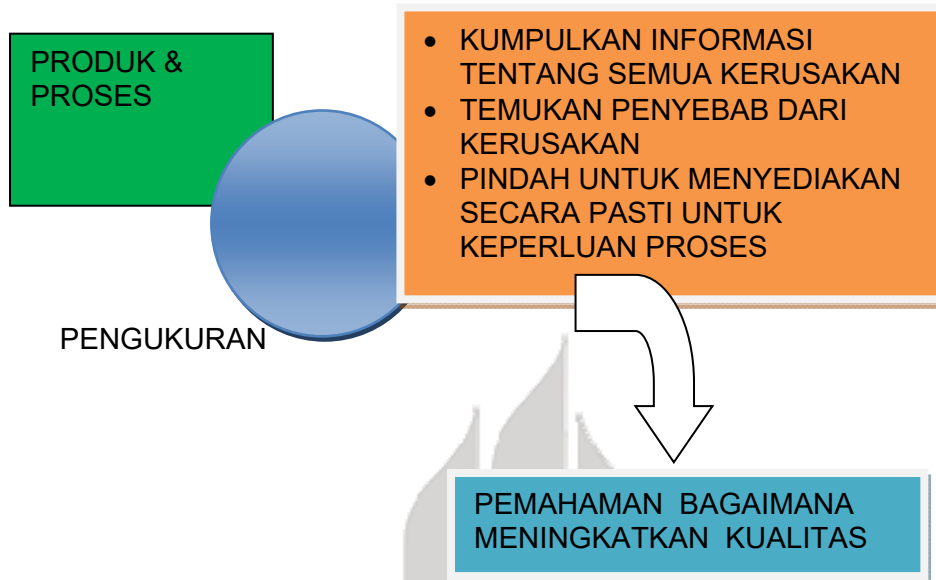 PRODUK &
PROSES
• KUMPULKAN INFORMASI
TENTANG SEMUA KERUSAKAN
• TEMUKAN PENYEBAB DARI
KERUSAKAN
• PINDAH UNTUK MENYEDIAKAN
SECARA PASTI UNTUK
KEPERLUAN PROSES
PENGUKURAN
PEMAHAMAN BAGAIMANA
MENINGKATKAN KUALITAS